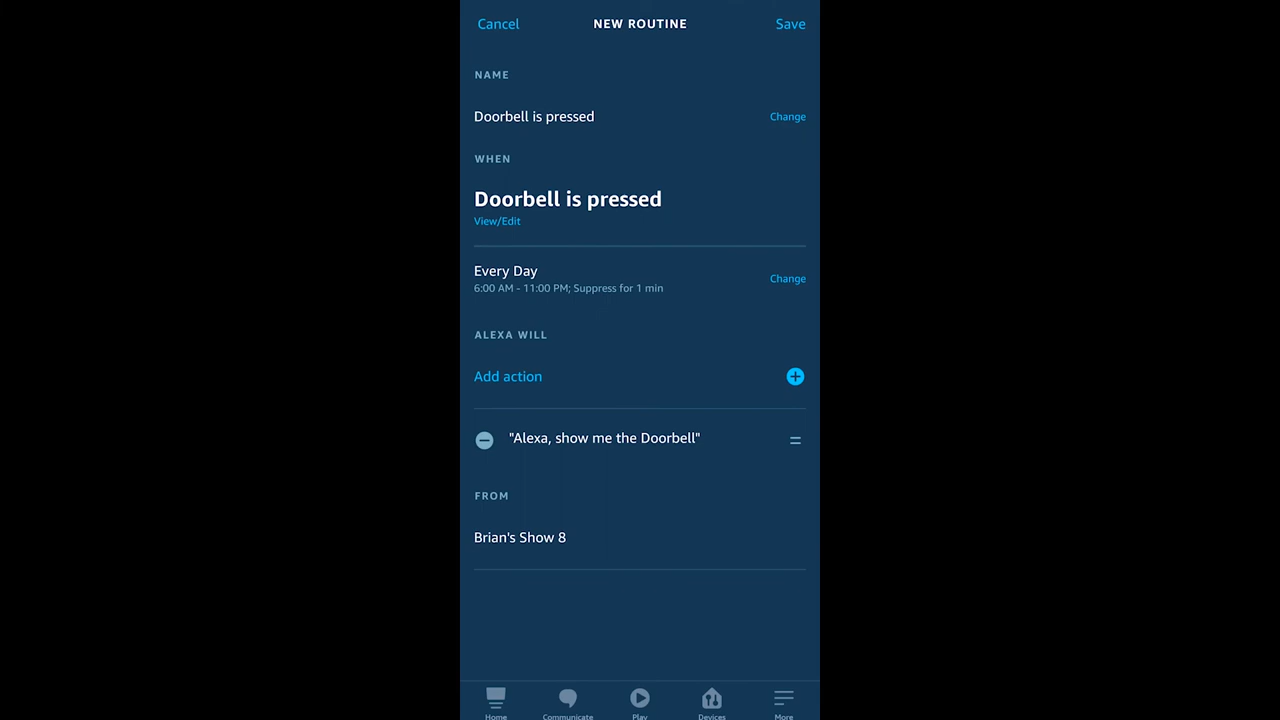 Cancel NEW ROUTINE Save
NAME
Doorbell is pressed Change
WHEN
Doorbell is pressed
View/Edit
Every Day Change
6:00 AM - 11:00 PM; Suppress for 1 min
ALEXA WILL
Add action
"Alexa, show me the Doorbell"
FROM
Brian's Show 8
Home Communicate Play Devices More